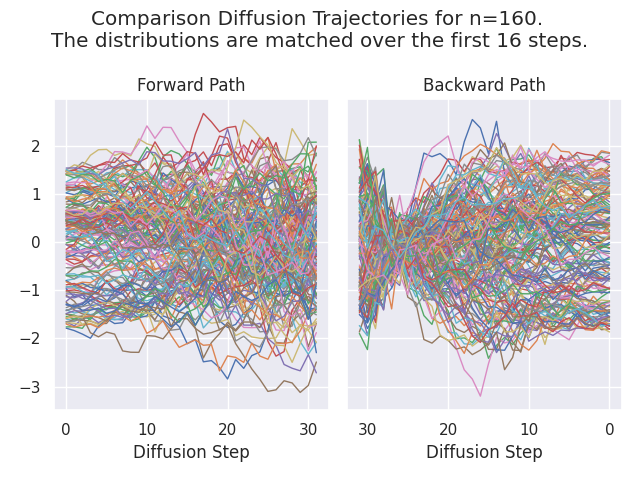 Comparison Diffusion Trajectories for n=160.
The distributions are matched over the first 16 steps.
Forward Path
Backward Path
2
1
0
−1
−2
−3
0 10 20 30
30 20 10 0
Diffusion Step
Diffusion Step